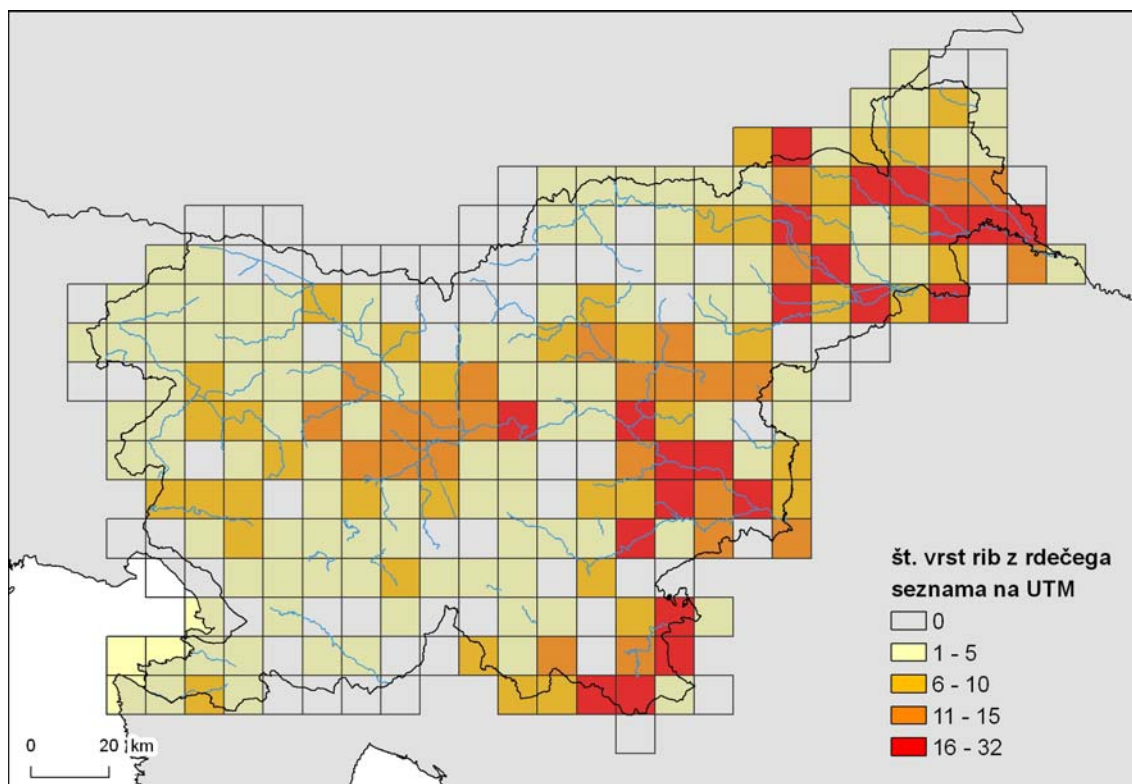 št. vrst rib z rdečega
seznama na UTM
0
1 - 5
6 - 10
11 - 15
16 - 32
0 20 km